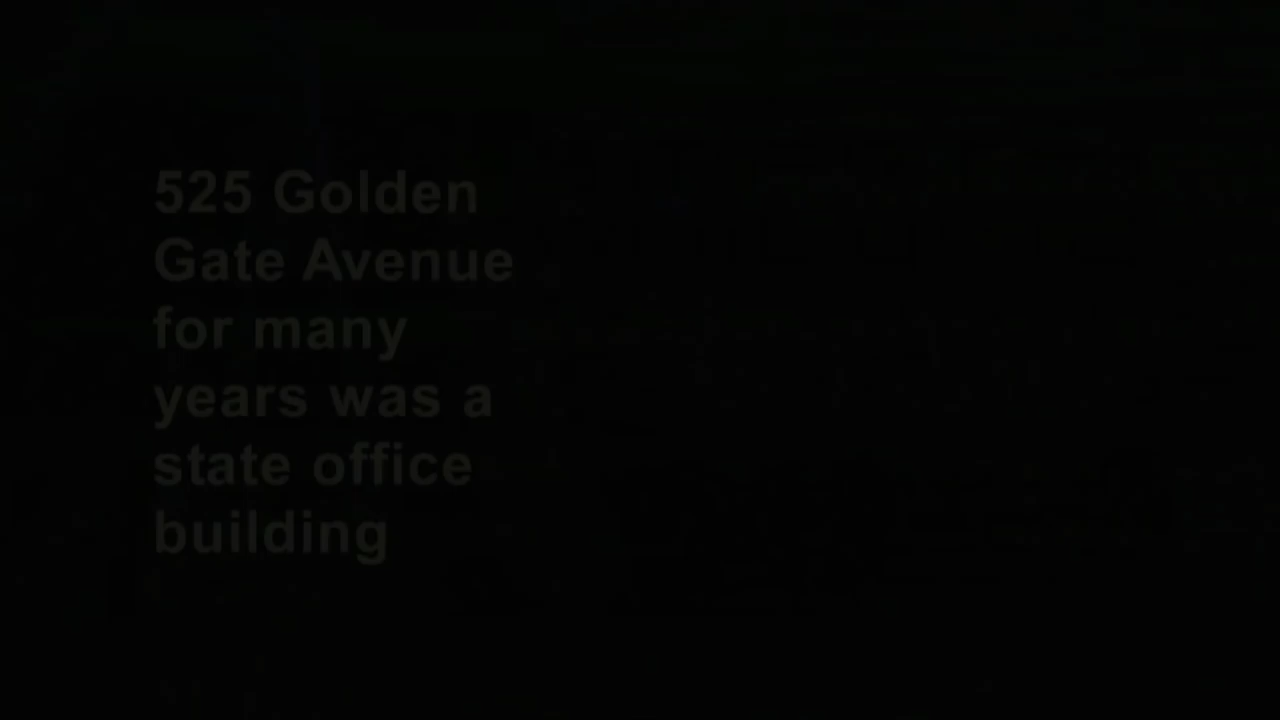 525 Golden
Gate Avenue
for many
years was a
state office
building